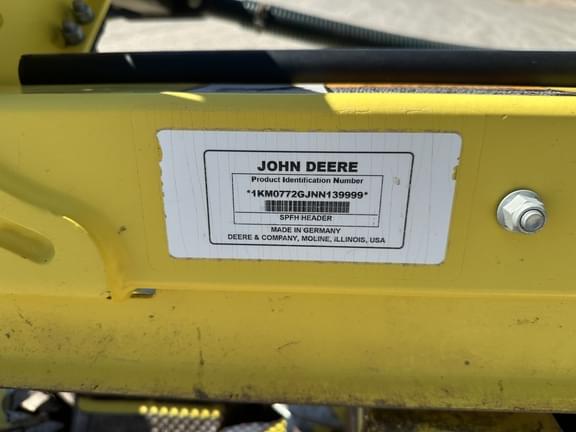 JOHN DEERE
Product Identification Number
*1KM0772GJNN139999*
SPFH HEADER
MADE IN GERMANY
DEERE & COMPANY, MOLINE, ILLINOIS, USA